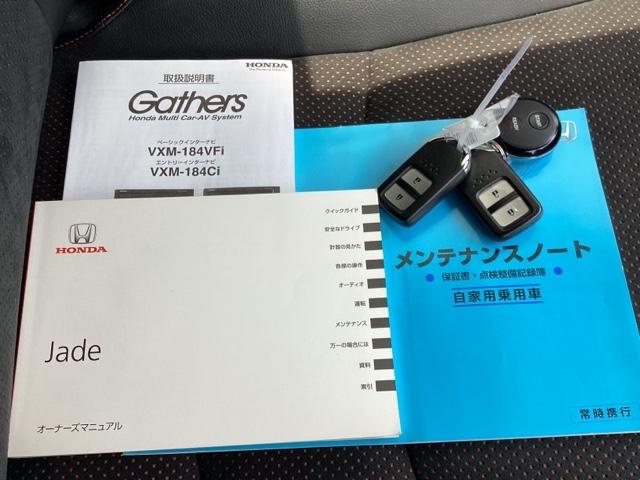 HONDA
取扱説明書
Gathers
Honda Multi Car-AV System
ベーシックインターナビ
VXM-184VFi
エントリーインターナビ
VXM-184Ci
HONDA
Jade
オーナーズマニュアル
クイックガイド
安全なドライブ
計器の見かた
各部の操作
オーディオ
運転
メンテナンス
万一の場合には
資料
索引
メンテナンスノート
保証書・点検整備記録簿
自家用乗用車
常時携行